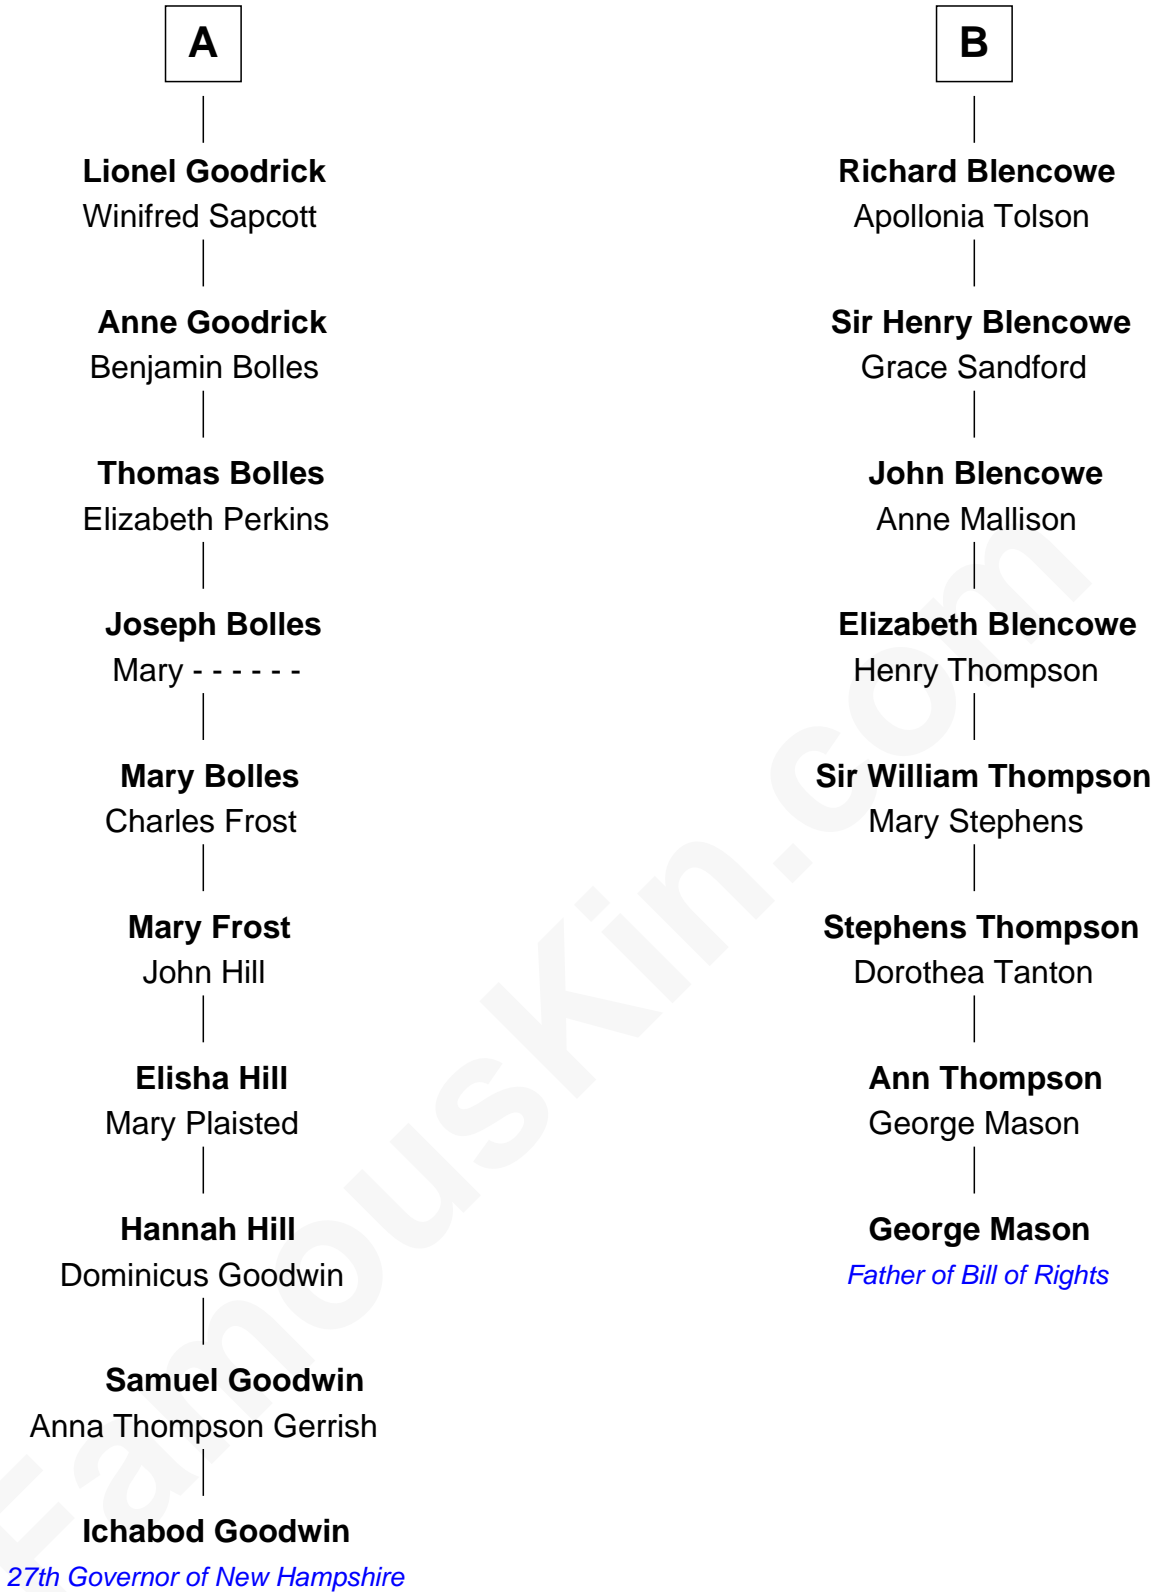 A
Lionel Goodrick
Winifred Sapcott
Anne Goodrick
Benjamin Bolles
Thomas Bolles
Elizabeth Perkins
Joseph Bolles
Mary - - - - - -
Mary Bolles
Charles Frost
Mary Frost
John Hill
Elisha Hill
Mary Plaisted
Hannah Hill
Dominicus Goodwin
Samuel Goodwin
Anna Thompson Gerrish
Ichabod Goodwin
27th Governor of New Hampshire
B
Richard Blencowe
Apollonia Tolson
Sir Henry Blencowe
Grace Sandford
John Blencowe
Anne Mallison
Elizabeth Blencowe
Henry Thompson
Sir William Thompson
Mary Stephens
Stephens Thompson
Dorothea Tanton
Ann Thompson
George Mason
George Mason
Father of Bill of Rights
FamousKin.com